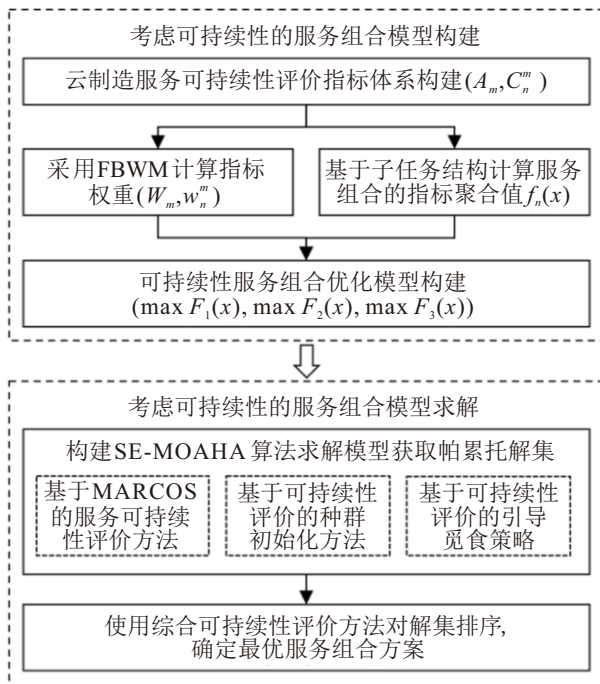 考虑可持续性的服务组合模型构建
云制造服务可持续性评价指标体系构建(Aₘ,Cₙᵐ)
采用FBWM计算指标
权重(Wₘ,wₙᵐ)
基于子任务结构计算服务
组合的指标聚合值fₙ(x)
可持续性服务组合优化模型构建
(max F₁(x), max F₂(x), max F₃(x))
考虑可持续性的服务组合模型求解
构建SE-MOAHA算法求解模型获取帕累托解集
基于MARCOS
的服务可持续
性评价方法
基于可持续性
评价的种群
初始化方法
基于可持续性
评价的引导
觅食策略
使用综合可持续性评价方法对解集排序,
确定最优服务组合方案